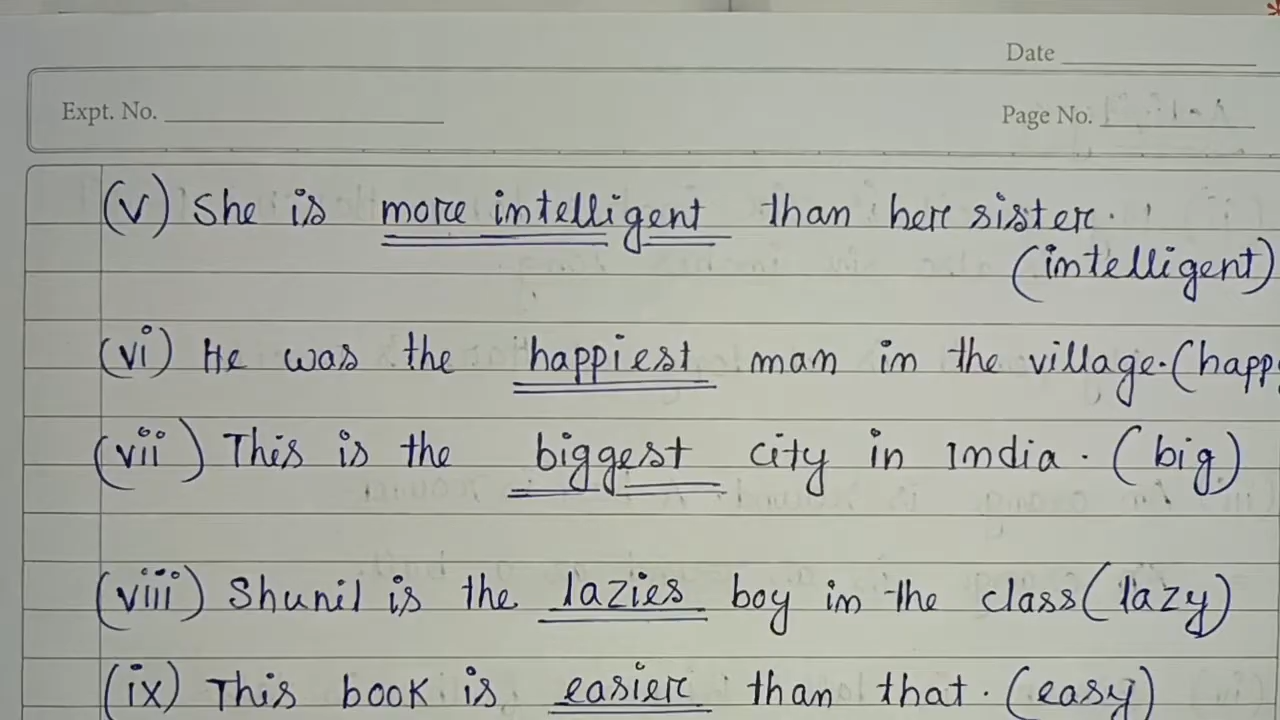 Date
Expt. No.
Page No.
(v) She is more intelligent than her sister.
(intelligent)
(vi) He was the happiest man in the village. (happ
(vii) This is the biggest city in India. (big)
(viii) Shunil is the lazies boy in the class (lazy)
(ix) This book is easier than that. (easy)